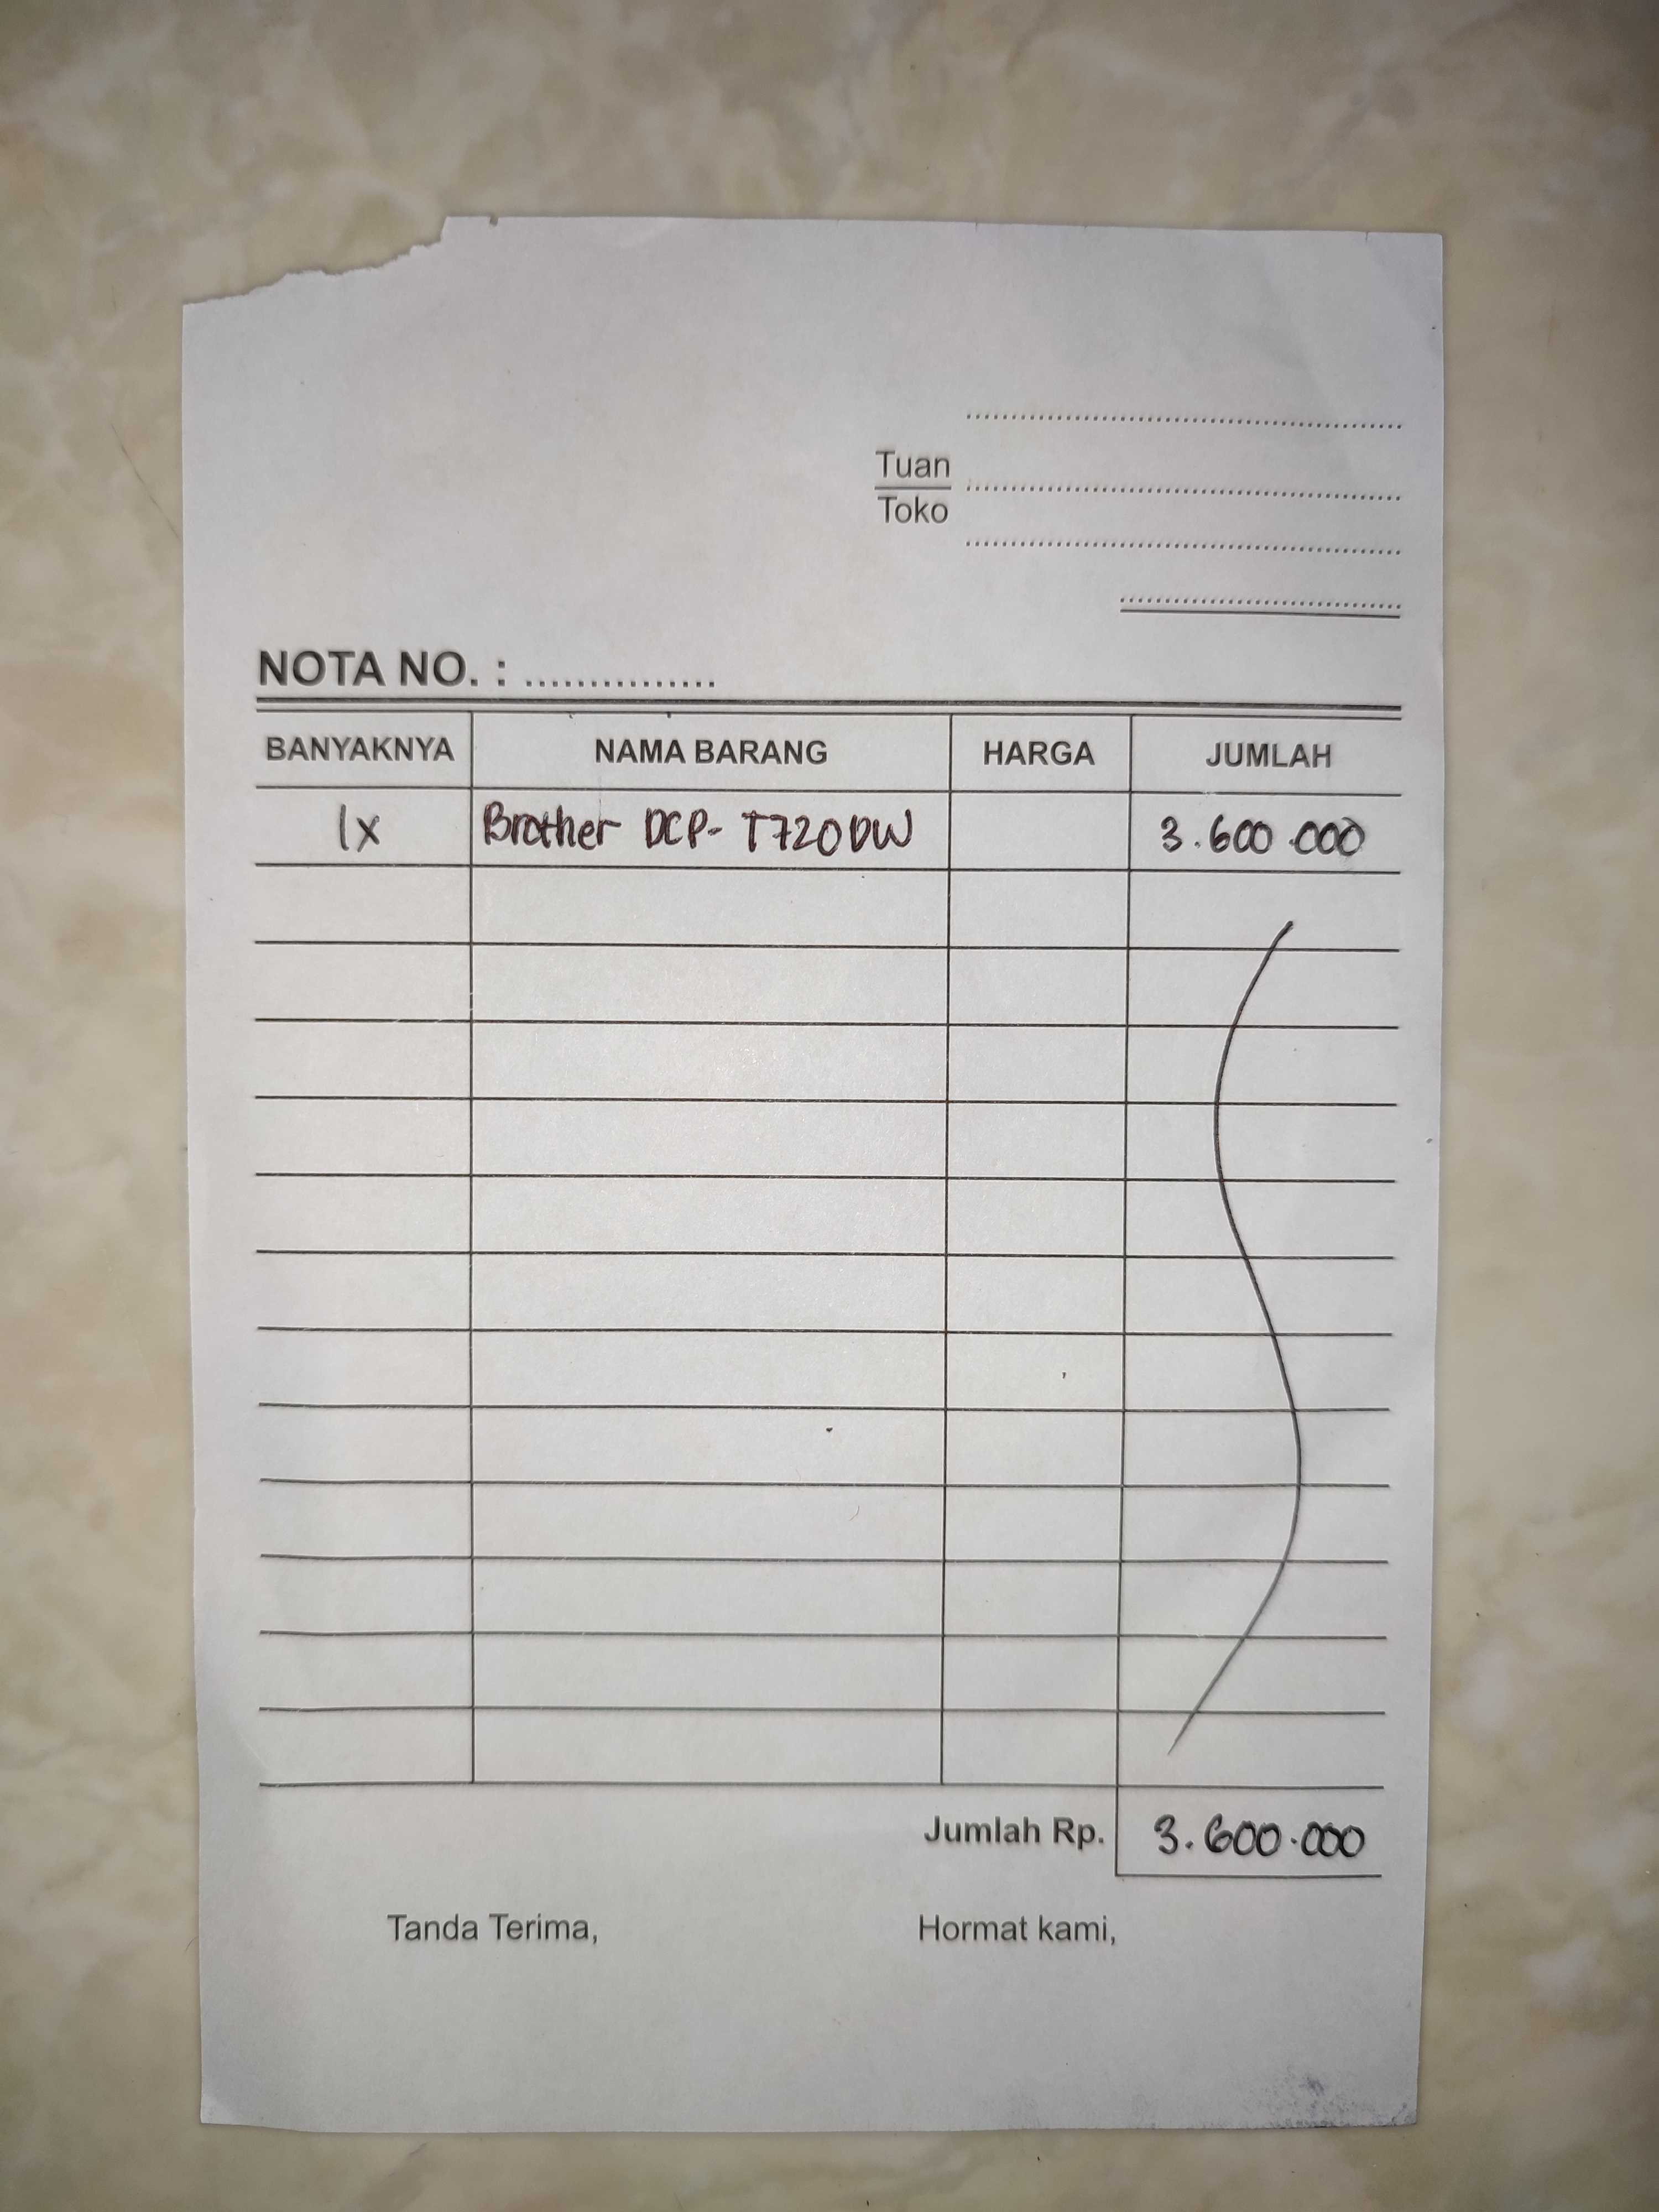 Tuan
Toko
NOTA NO. : ...............
BANYAKNYA NAMA BARANG HARGA JUMLAH
1x Brother DCP-T720DW 3.600.000
Jumlah Rp. 3.600.000
Tanda Terima, Hormat kami,